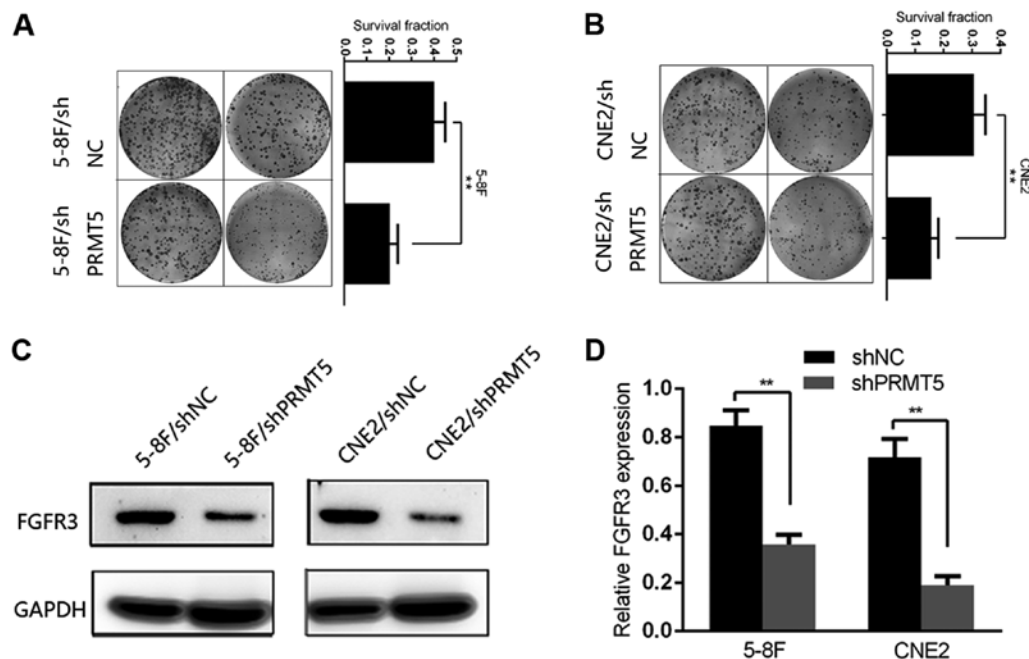 A
5-8F/sh
NC
5-8F/sh
PRMT5
Survival fraction
0.0
0.1
0.2
0.3
0.4
0.5
5-8F
**
B
CNE2/sh
NC
CNE2/sh
PRMT5
Survival fraction
0.0
0.1
0.2
0.3
0.4
CNE2
**
C
5-8F/shNC
5-8F/shPRMT5
CNE2/shNC
CNE2/shPRMT5
FGFR3
GAPDH
D
shNC
shPRMT5
Relative FGFR3 expression
1.0
0.8
0.6
0.4
0.2
0.0
**
**
5-8F
CNE2